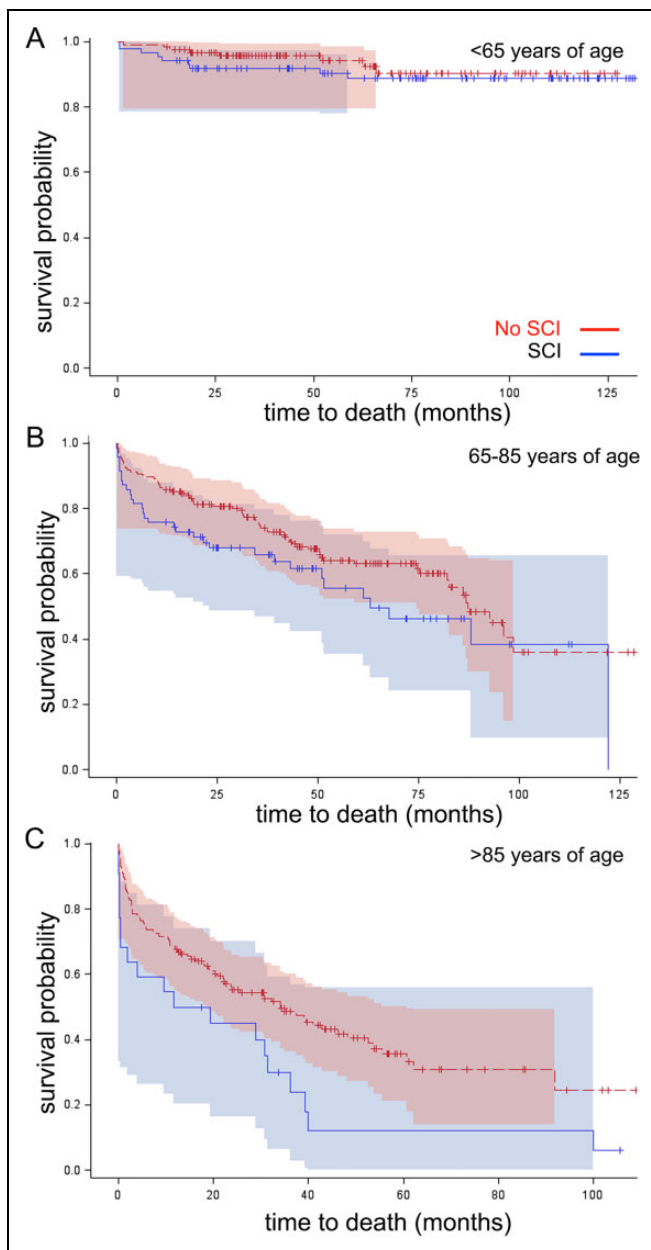 A
<65 years of age
1.0
0.8
0.6
0.4
0.2
0.0
survival probability
No SCI
SCI
0 25 50 75 100 125
time to death (months)
B
65-85 years of age
1.0
0.8
0.6
0.4
0.2
0.0
survival probability
0 25 50 75 100 125
time to death (months)
C
>85 years of age
1.0
0.8
0.6
0.4
0.2
0.0
survival probability
0 20 40 60 80 100
time to death (months)